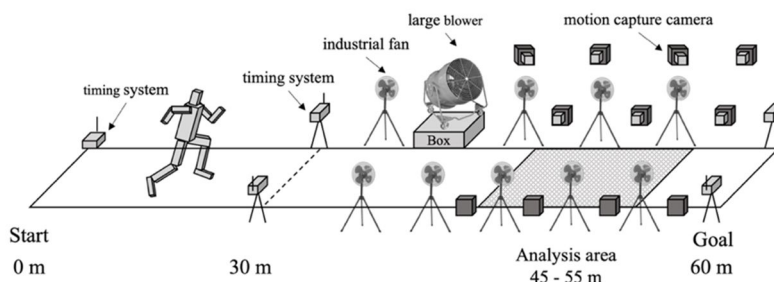 large blower
motion capture camera
industrial fan
timing system
timing system
Box
Start
0 m
30 m
Analysis area
45 - 55 m
Goal
60 m